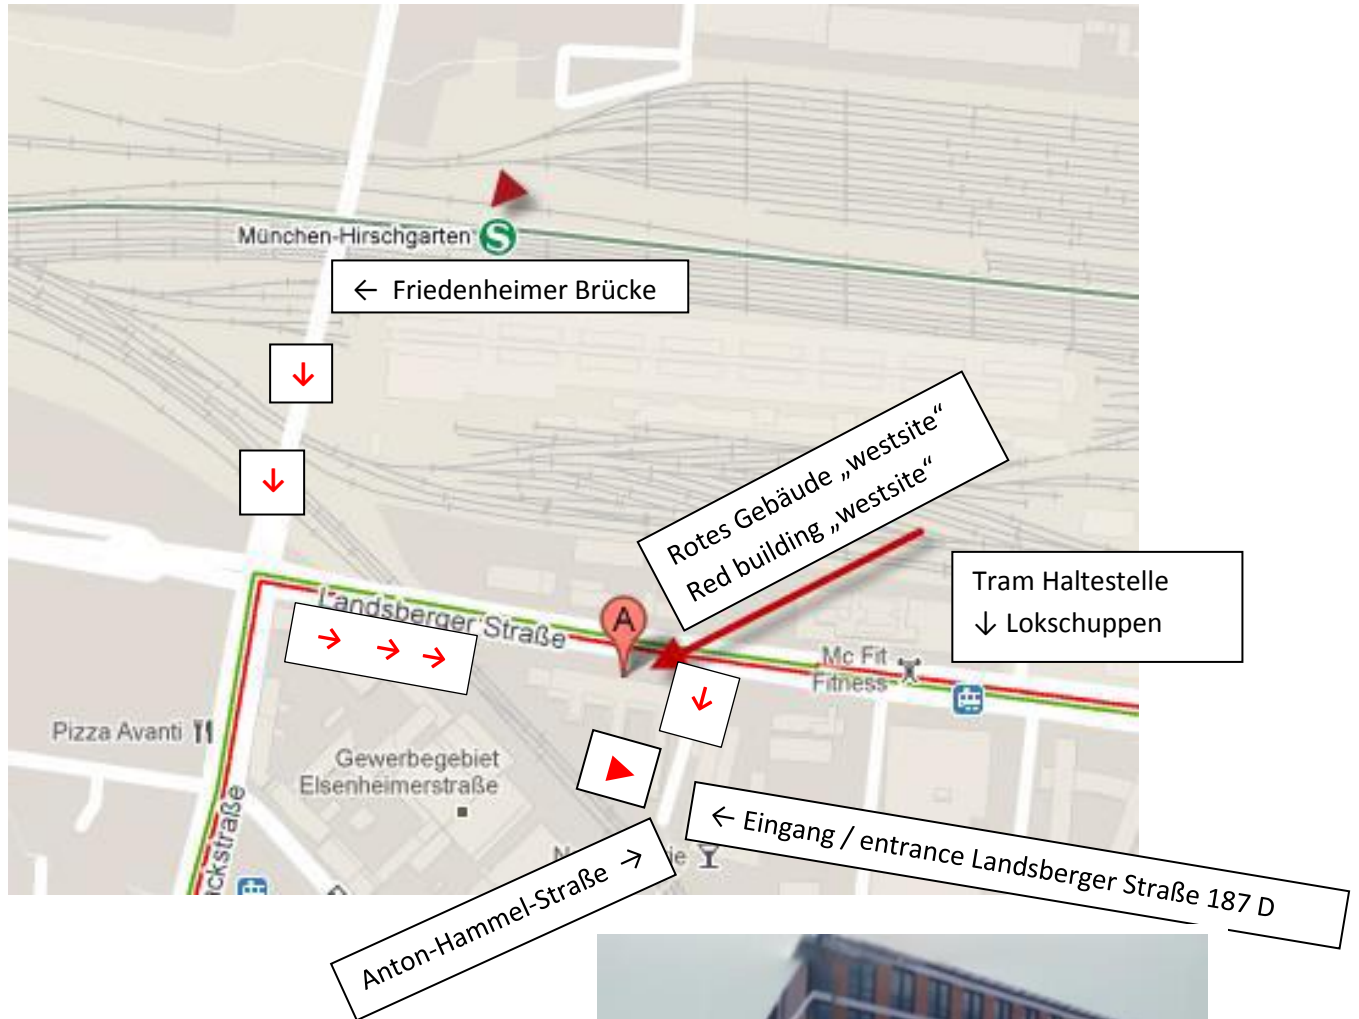 München-Hirschgarten S
← Friedenheimer Brücke
↓
↓
Rotes Gebäude „westsite“
Red building „westsite“
Tram Haltestelle
↓ Lokschuppen
Landsberger Straße
→ → →
A
Mc Fit
Fitness
↓
Pizza Avanti
Gewerbegebiet
Elsenheimerstraße
← Eingang / entrance Landsberger Straße 187 D
Anton-Hammel-Straße →
ckstraße